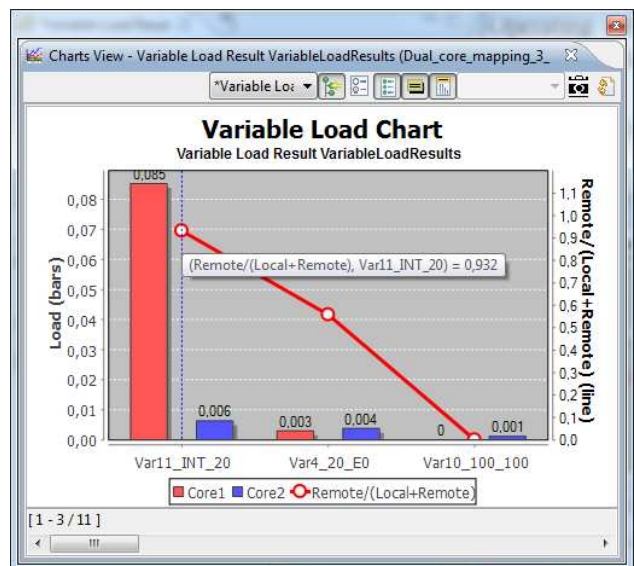 Charts View - Variable Load Result VariableLoadResults (Dual_core_mapping_3_
*Variable Loa
Variable Load Chart
Variable Load Result VariableLoadResults
Load (bars)
0,08
0,07
0,06
0,05
0,04
0,03
0,02
0,01
0,00
0,085
0,006
0,003
0,004
0
0,001
(Remote/(Local+Remote), Var11_INT_20) = 0,932
1,1
1,0
0,9
0,8
0,7
0,6
0,5
0,4
0,3
0,2
0,1
0,0
Remote/(Local+Remote) (line)
Var11_INT_20 Var4_20_E0 Var10_100_100
Core1 Core2 Remote/(Local+Remote)
[ 1 - 3 / 11 ]